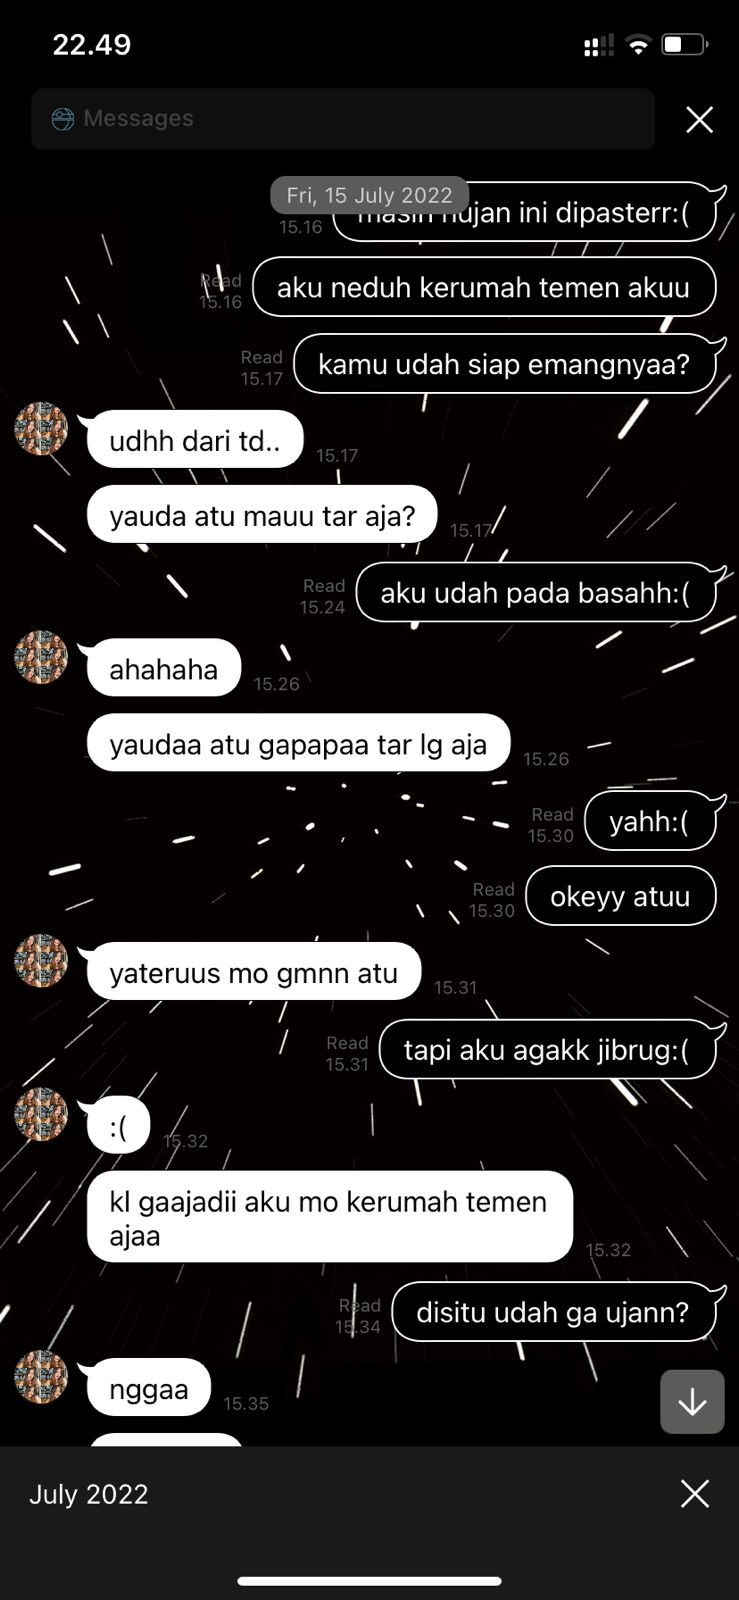 22.49
Messages
Fri, 15 July 2022
masih hujan ini dipasterr:(
15.16
aku neduh kerumah temen akuu
Read
15.16
kamu udah siap emangnyaa?
Read
15.17
udhh dari td..
15.17
yauda atu mauu tar aja?
15.17
aku udah pada basahh:(
Read
15.24
ahahaha
15.26
yaudaa atu gapapaa tar lg aja
15.26
yahh:(
Read
15.30
okeyy atuu
Read
15.30
yateruus mo gmnn atu
15.31
tapi aku agakk jibrug:(
Read
15.31
:(
15.32
kl gaajadii aku mo kerumah temen
ajaa
15.32
disitu udah ga ujann?
Read
15.34
nggaa
15.35
July 2022